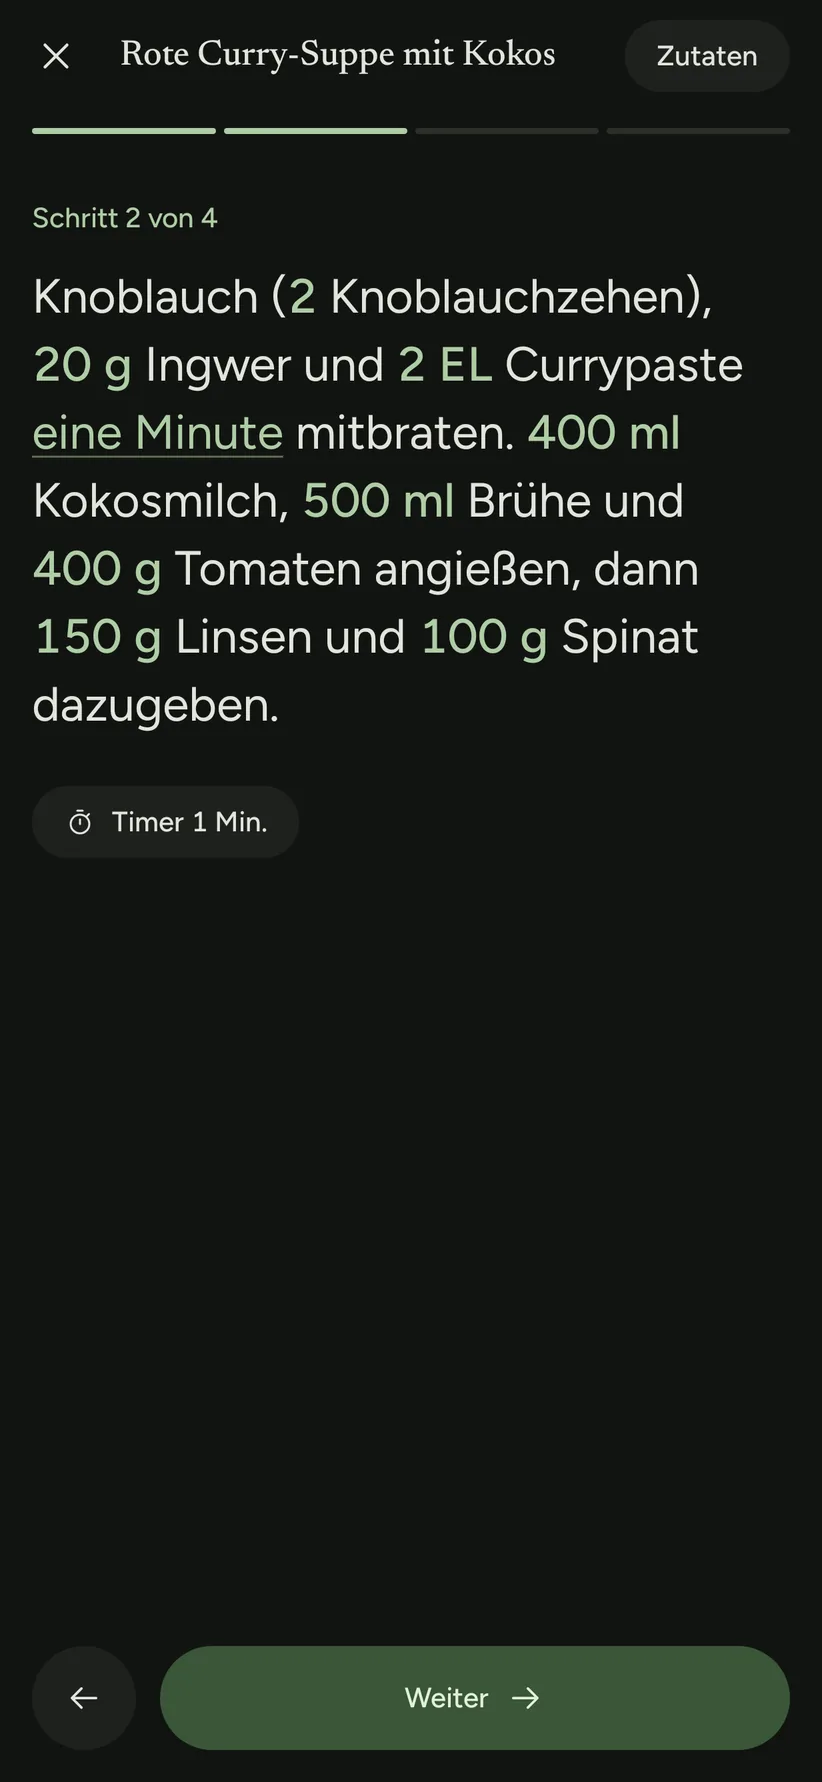 Rote Curry-Suppe mit Kokos
Zutaten
Schritt 2 von 4
Knoblauch (2 Knoblauchzehen),
20 g Ingwer und 2 EL Currypaste
eine Minute mitbraten. 400 ml
Kokosmilch, 500 ml Brühe und
400 g Tomaten angießen, dann
150 g Linsen und 100 g Spinat
dazugeben.
Timer 1 Min.
Weiter